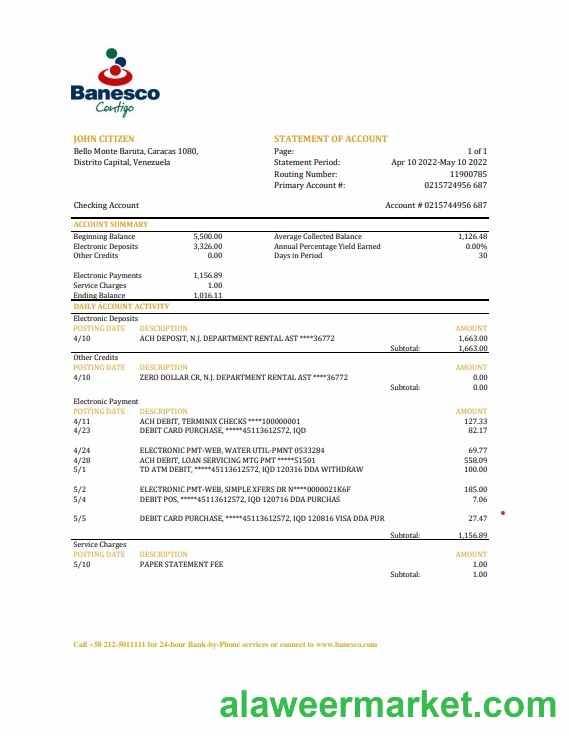 Banesco
Contigo
JOHN CITIZEN
Bello Monte Baruta, Caracas 1080,
Distrito Capital, Venezuela
STATEMENT OF ACCOUNT
Page: 1 of 1
Statement Period: Apr 10 2022-May 10 2022
Routing Number: 11900785
Primary Account #: 0215724956 687
Checking Account Account # 0215744956 687
ACCOUNT SUMMARY
Beginning Balance 5,500.00 Average Collected Balance 1,126.48
Electronic Deposits 3,326.00 Annual Percentage Yield Earned 0.00%
Other Credits 0.00 Days in Period 30
Electronic Payments 1,156.89
Service Charges 1.00
Ending Balance 1,016.11
DAILY ACCOUNT ACTIVITY
Electronic Deposits
POSTING DATE DESCRIPTION AMOUNT
4/10 ACH DEPOSIT, N.J. DEPARTMENT RENTAL AST ****36772 1,663.00
Subtotal: 1,663.00
Other Credits
POSTING DATE DESCRIPTION AMOUNT
4/10 ZERO DOLLAR CR, N.J. DEPARTMENT RENTAL AST ****36772 0.00
Subtotal: 0.00
Electronic Payment
POSTING DATE DESCRIPTION AMOUNT
4/11 ACH DEBIT, TERMINIX CHECKS ****100000001 127.33
4/23 DEBIT CARD PURCHASE, *****45113612572, IQD 82.17
4/24 ELECTRONIC PMT-WEB, WATER UTIL-PMNT 0533284 69.77
4/28 ACH DEBIT, LOAN SERVICING MTG PMT *****51501 558.09
5/1 TD ATM DEBIT, *****45113612572, IQD 120316 DDA WITHDRAW 100.00
5/2 ELECTRONIC PMT-WEB, SIMPLE XFERS DR N****0000021K6F 185.00
5/4 DEBIT POS, *****45113612572, IQD 120716 DDA PURCHAS 7.06
5/5 DEBIT CARD PURCHASE, *****45113612572, IQD 120816 VISA DDA PUR 27.47
Subtotal: 1,156.89
Service Charges
POSTING DATE DESCRIPTION AMOUNT
5/10 PAPER STATEMENT FEE 1.00
Subtotal: 1.00
Call +58 212-5011111 for 24-hour Bank-by-Phone services or connect to www.banesco.com
alaweermarket.com